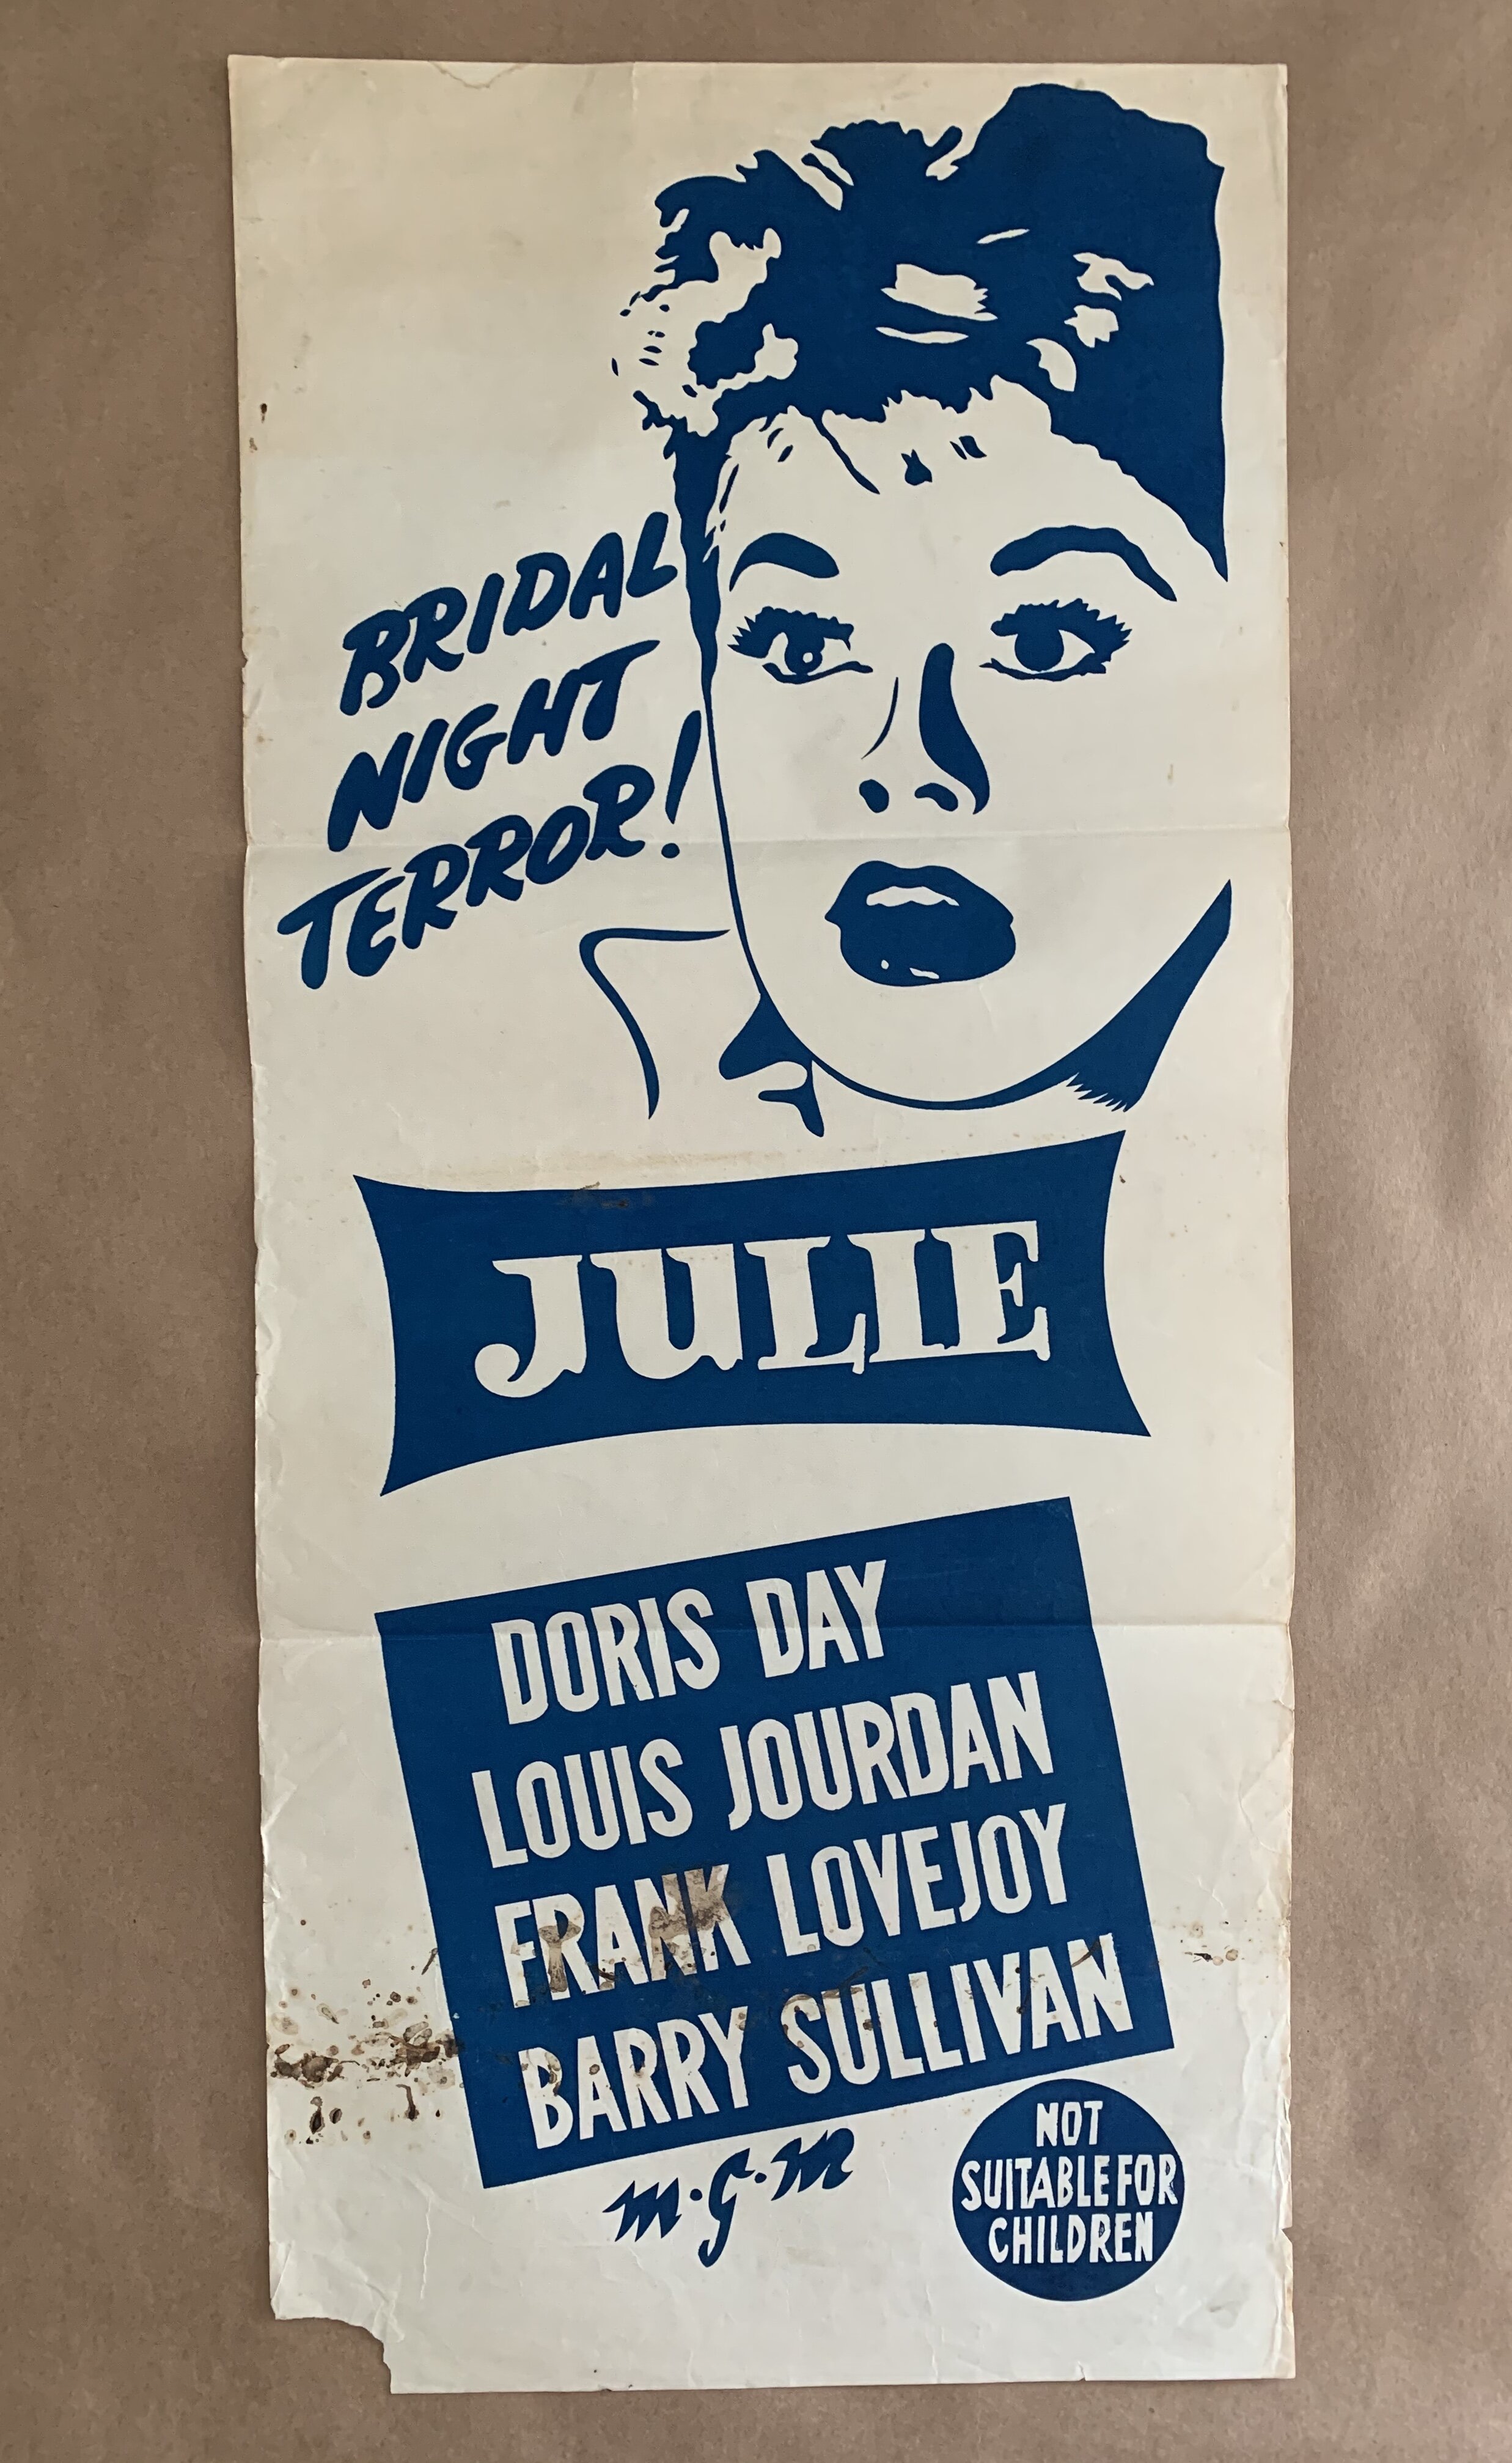 BRIDAL
NIGHT
TERROR!
JULIE
DORIS DAY
LOUIS JOURDAN
FRANK LOVEJOY
BARRY SULLIVAN
M·G·M
NOT
SUITABLE FOR
CHILDREN